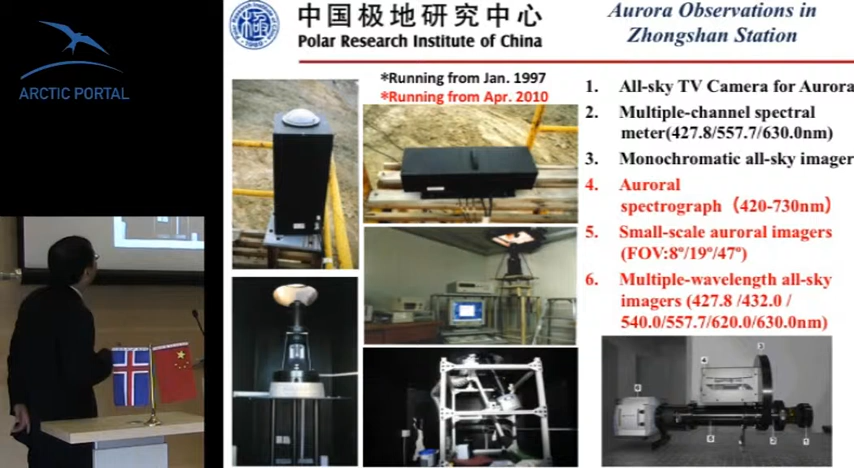 ARCTIC PORTAL
中国极地研究中心
Polar Research Institute of China
Aurora Observations in
Zhongshan Station
*Running from Jan. 1997
*Running from Apr. 2010
1. All-sky TV Camera for Aurora
2. Multiple-channel spectral
meter(427.8/557.7/630.0nm)
3. Monochromatic all-sky imager
4. Auroral
spectrograph（420-730nm）
5. Small-scale auroral imagers
(FOV:8º/19º/47º)
6. Multiple-wavelength all-sky
imagers (427.8 /432.0 /
540.0/557.7/620.0/630.0nm)